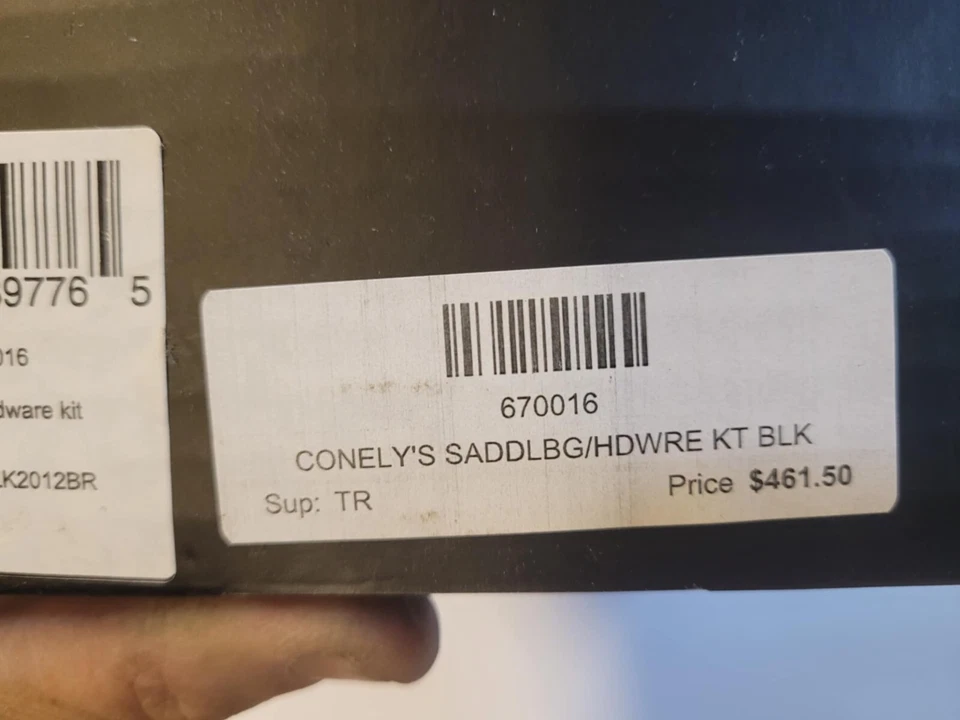 9776 5
016
dware kit
K2012BR
670016
CONELY'S SADDLBG/HDWRE KT BLK
Sup: TR
Price $461.50